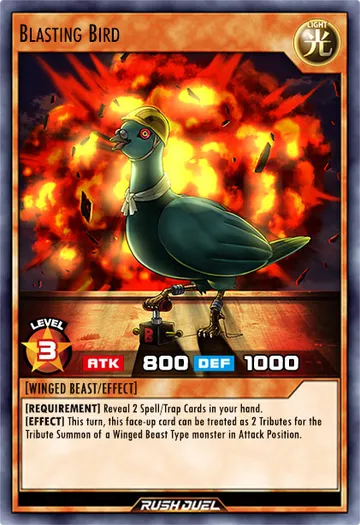 BLASTING BIRD
LIGHT
光
LEVEL
3
ATK 800 DEF 1000
[WINGED BEAST/EFFECT]
[REQUIREMENT] Reveal 2 Spell/Trap Cards in your hand.
[EFFECT] This turn, this face-up card can be treated as 2 Tributes for the
Tribute Summon of a Winged Beast Type monster in Attack Position.
RUSH DUEL